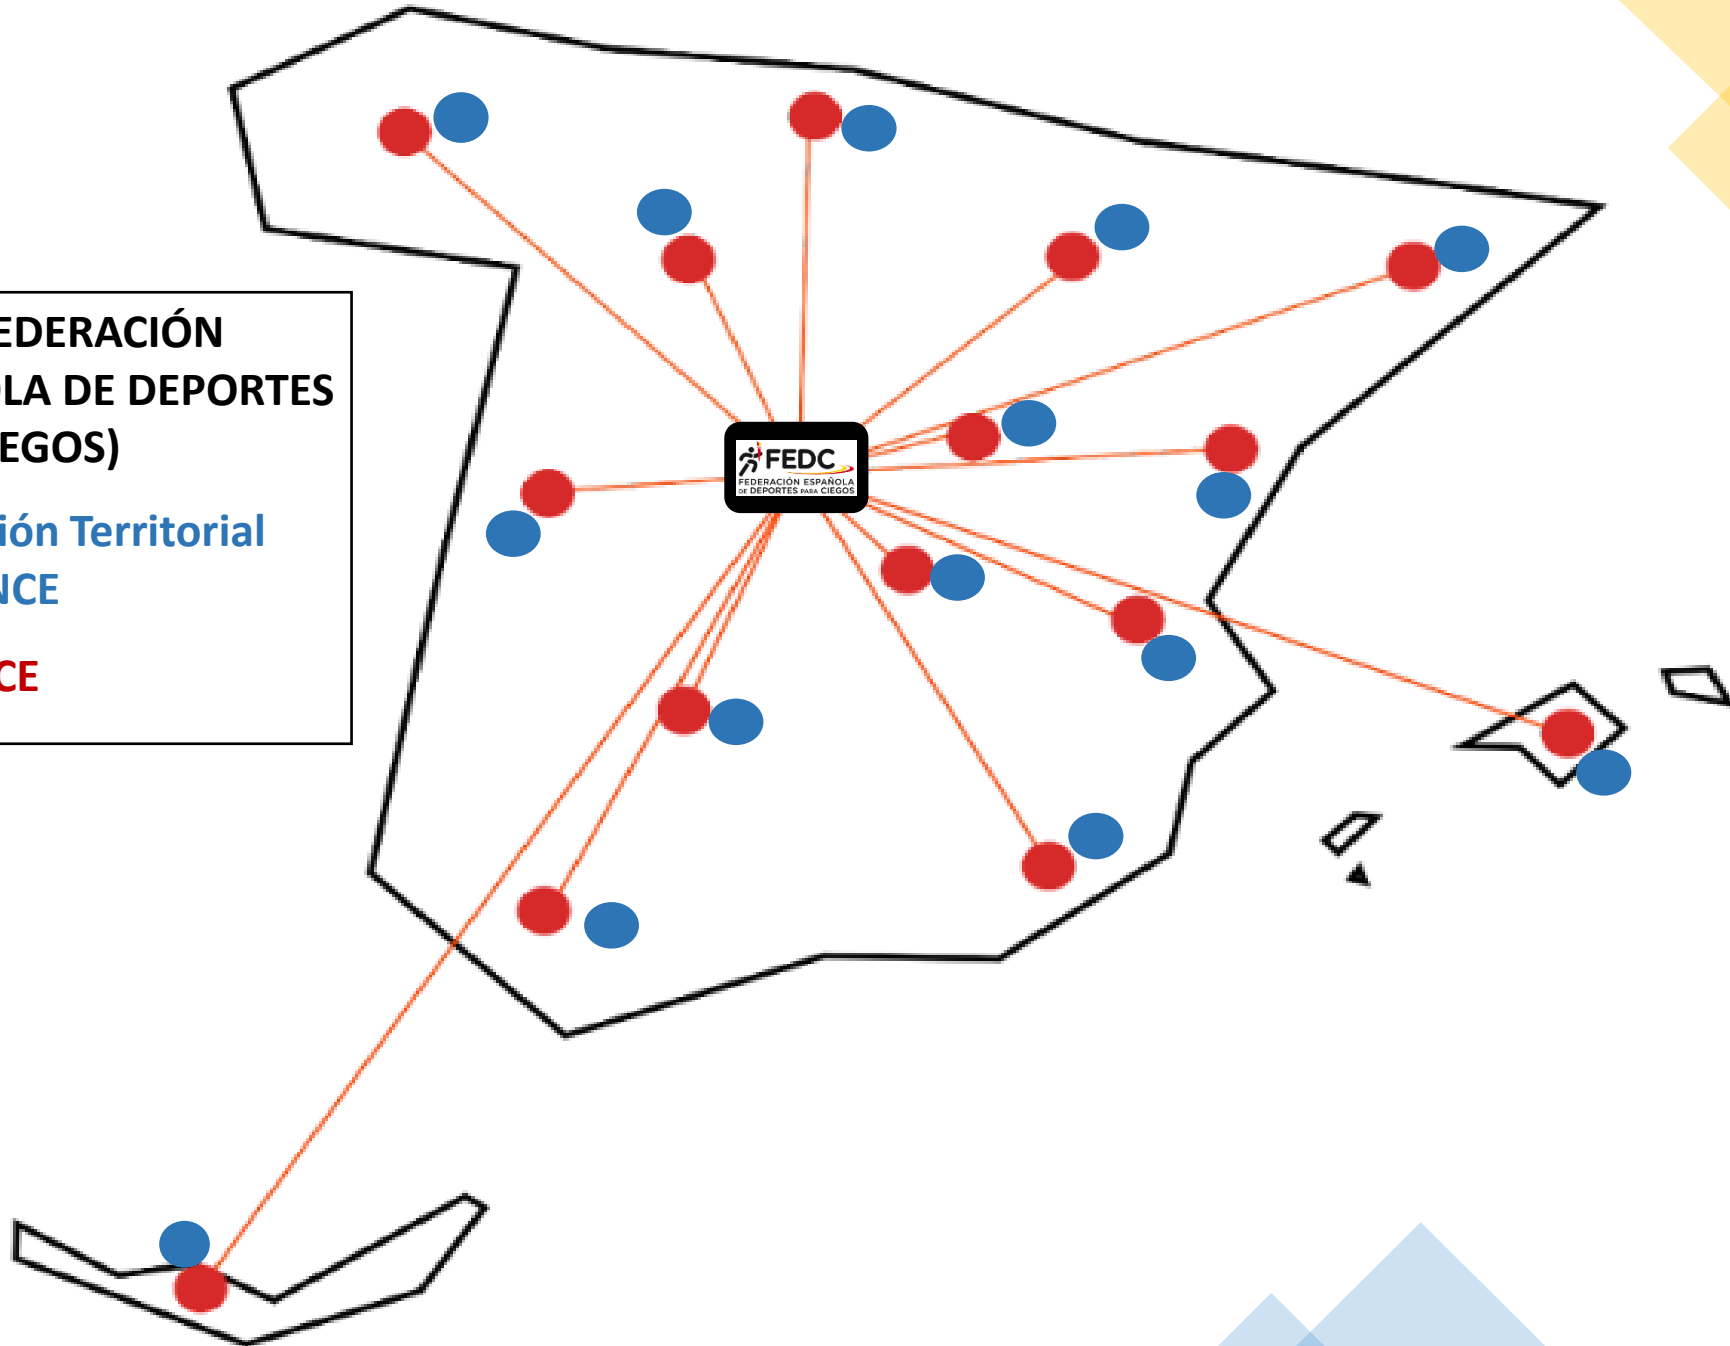 EDERACIÓN
LA DE DEPORTES
EGOS)
ión Territorial
NCE
CE
FEDC
FEDERACIÓN ESPAÑOLA
DE DEPORTES PARA CIEGOS